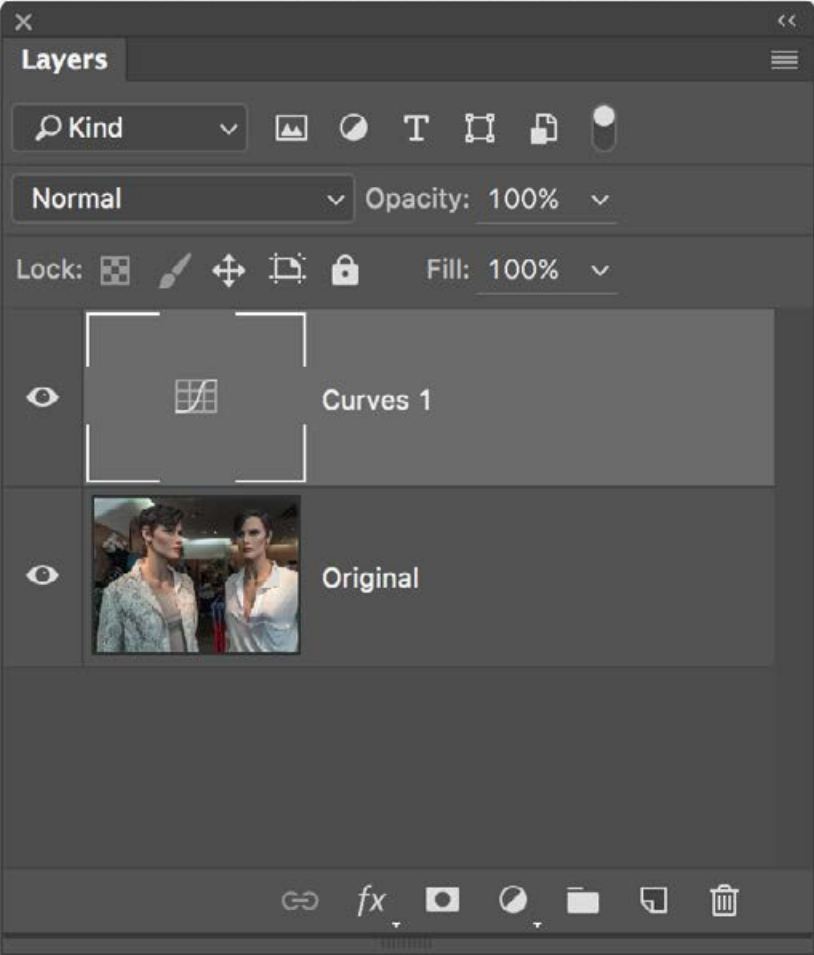 Layers
Kind
Normal Opacity: 100%
Lock: Fill: 100%
Curves 1
Original
fx